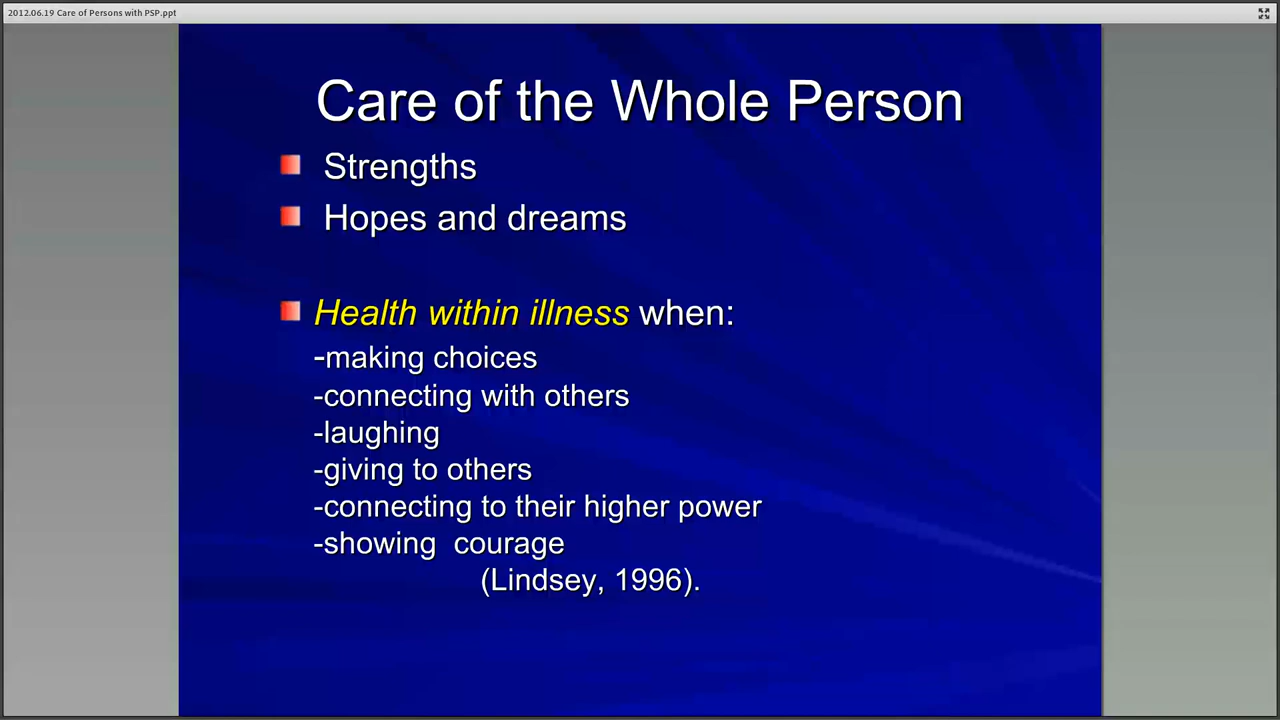 2012.06.19 Care of Persons with PSP.ppt
Care of the Whole Person
Strengths
Hopes and dreams
Health within illness when:
-making choices
-connecting with others
-laughing
-giving to others
-connecting to their higher power
-showing  courage
(Lindsey, 1996).